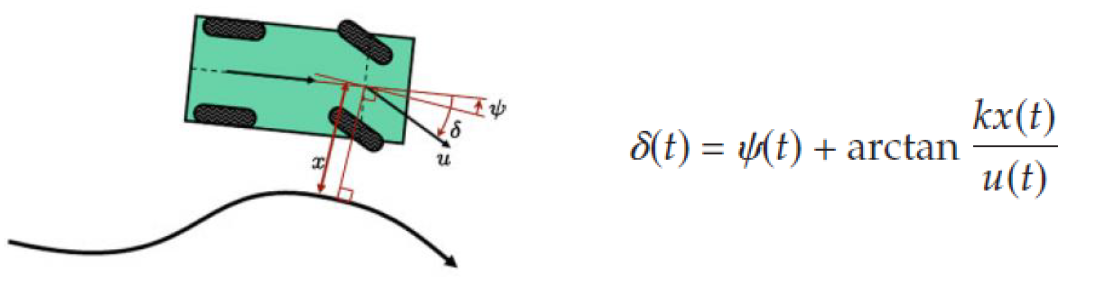 ψ
δ
u
x
δ(t) = ψ(t) + arctan kx(t)/u(t)